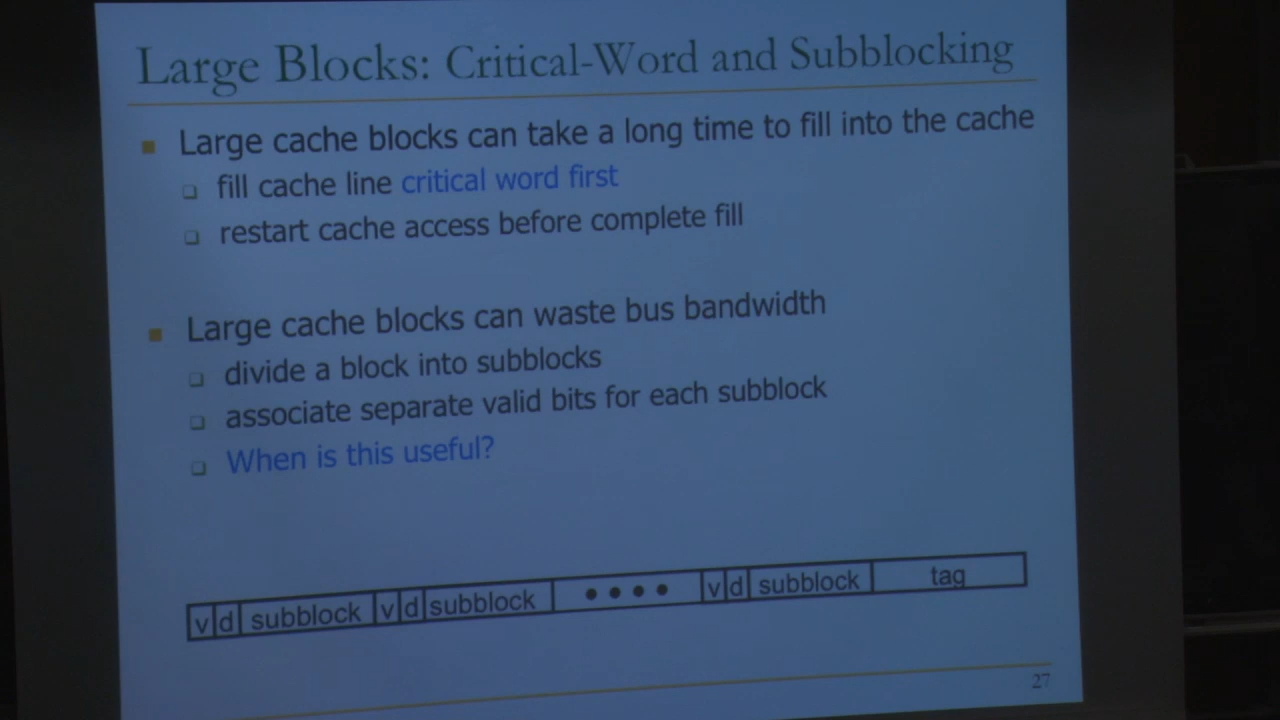 Large Blocks: Critical-Word and Subblocking
Large cache blocks can take a long time to fill into the cache
fill cache line critical word first
restart cache access before complete fill
Large cache blocks can waste bus bandwidth
divide a block into subblocks
associate separate valid bits for each subblock
When is this useful?
v d subblock v d subblock • • • • v d subblock tag
27